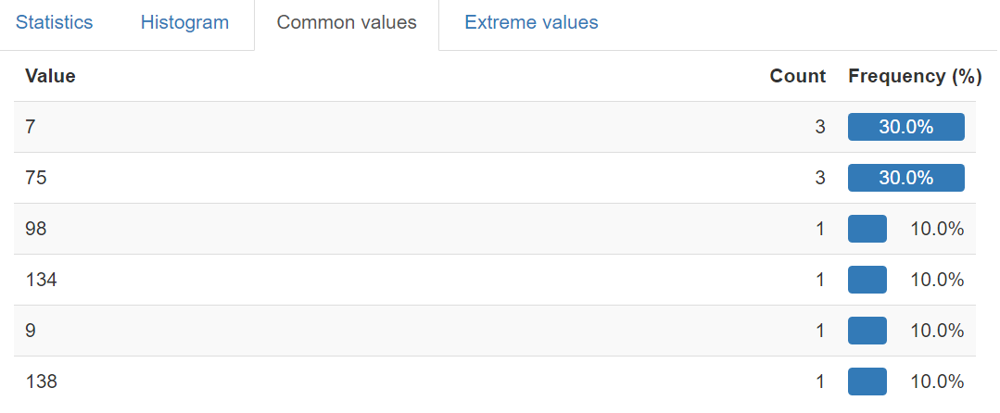 Statistics Histogram Common values Extreme values
Value Count Frequency (%)
7 3 30.0%
75 3 30.0%
98 1 10.0%
134 1 10.0%
9 1 10.0%
138 1 10.0%